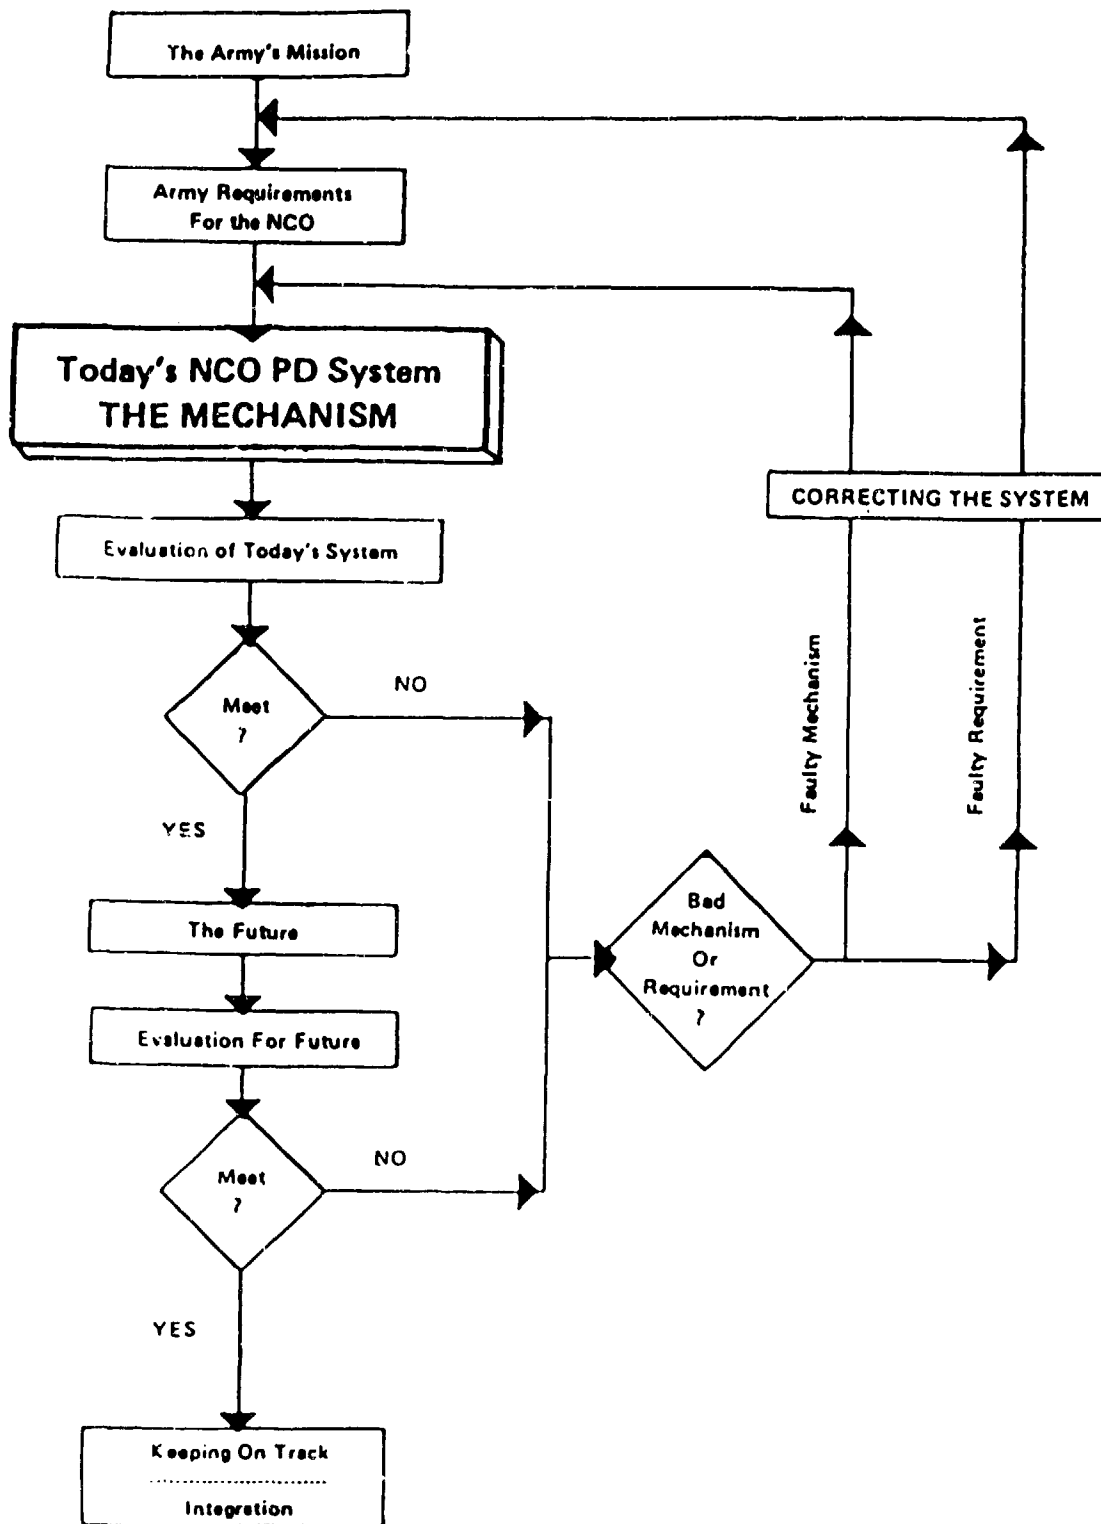 The Army's Mission
Army Requirements
For the NCO
Today's NCO PD System
THE MECHANISM
CORRECTING THE SYSTEM
Evaluation of Today's System
Faulty Mechanism
Faulty Requirement
Meet
?
NO
YES
Bad
Mechanism
Or
Requirement
?
The Future
Evaluation For Future
Meet
?
NO
YES
Keeping On Track
Integration